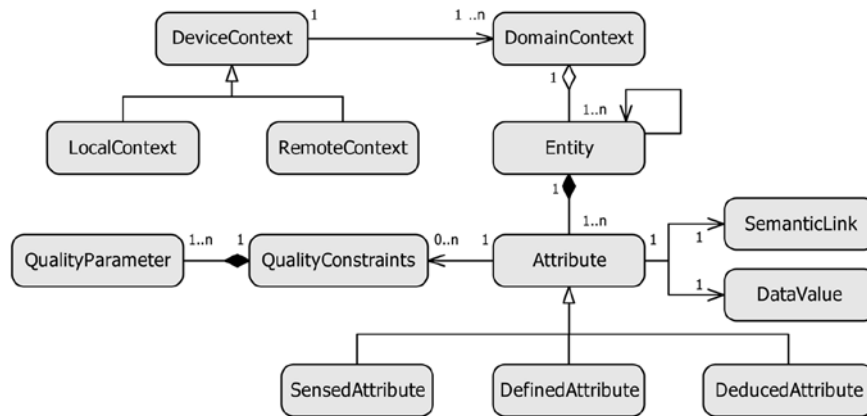 1 1 ..n
DeviceContext DomainContext
1
1..n
LocalContext RemoteContext Entity
1
1..n SemanticLink
1..n 1 0..n 1 1 1
QualityParameter QualityConstraints Attribute
1
DataValue
SensedAttribute DefinedAttribute DeducedAttribute